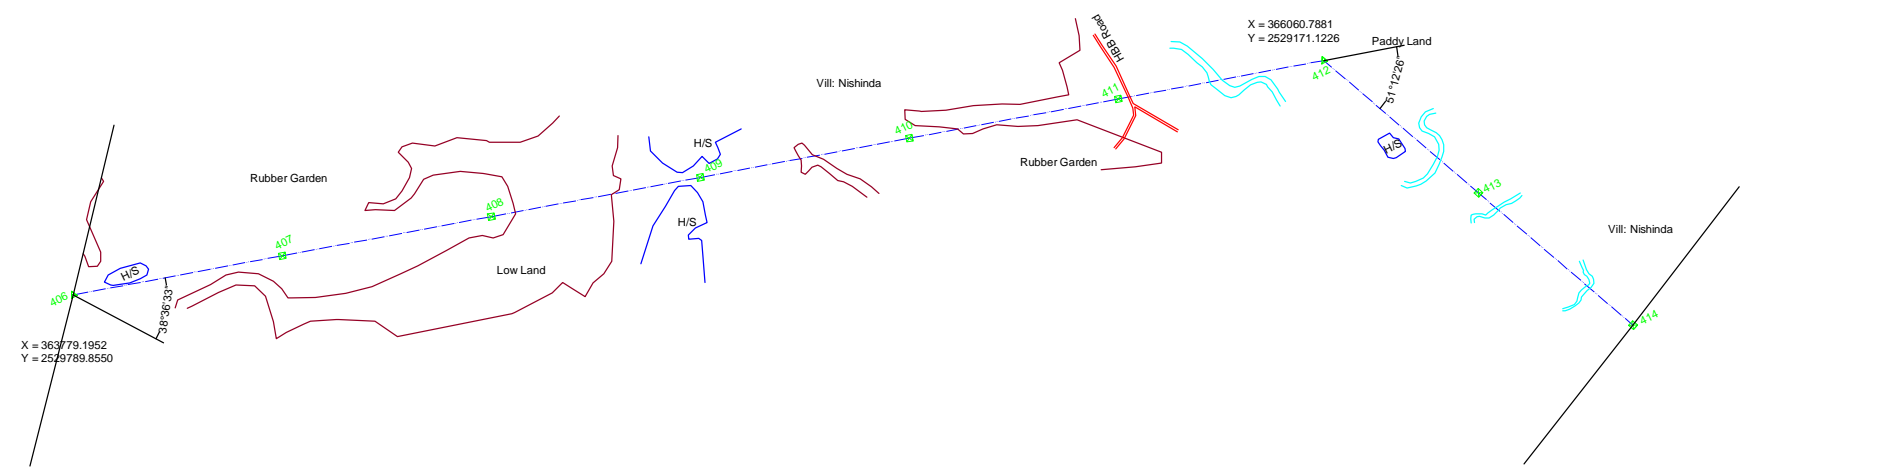 X = 366060.7881
Y = 2529171.1226
HBB Road
Paddy Land
412
51°12'26"
Vill: Nishinda
411
410
H/S
H/S
409
Rubber Garden
Rubber Garden
413
408
H/S
Vill: Nishinda
407
Low Land
H/S
406
38°36'33"
414
X = 363779.1952
Y = 2529789.8550